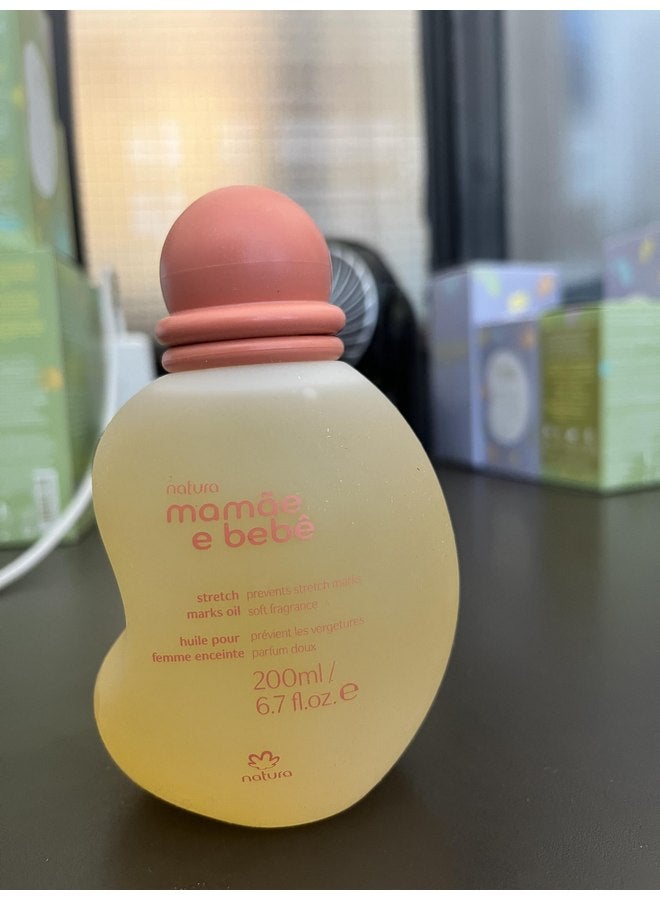 natura
mamãe
e bebê
stretch prevents stretch marks
marks oil soft fragrance
huile pour prévient les vergetures
femme enceinte parfum doux
200ml /
6.7 fl.oz. e
natura